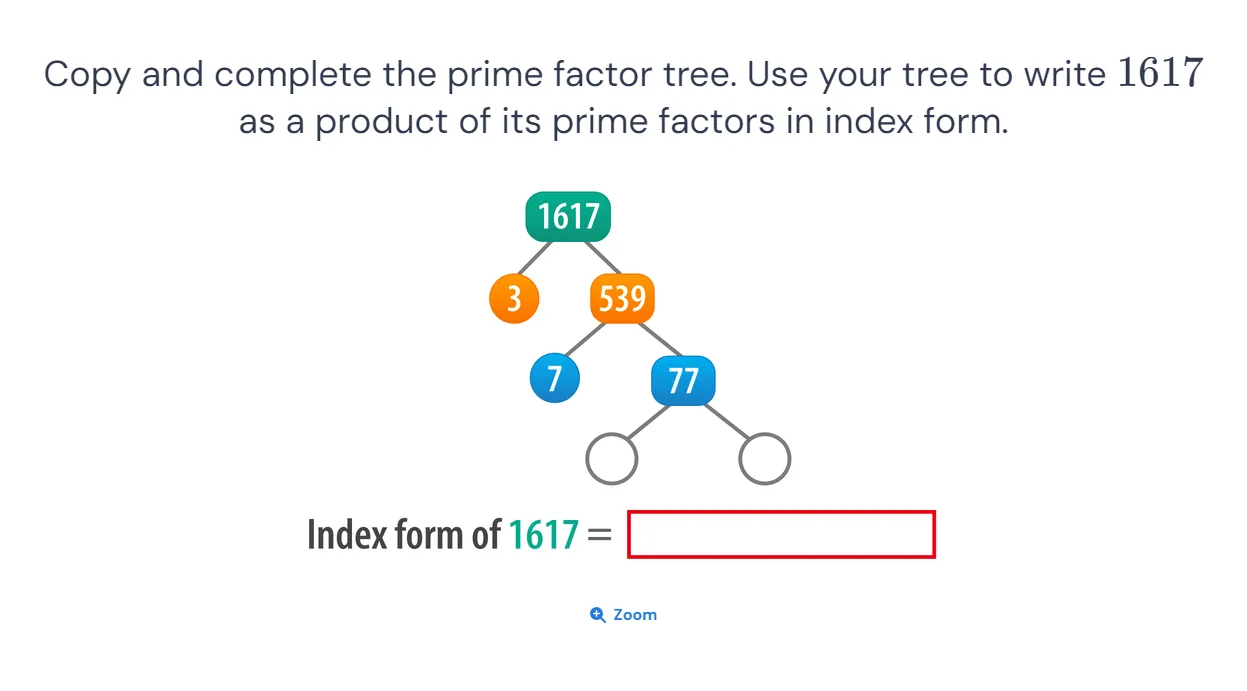 Copy and complete the prime factor tree. Use your tree to write 1617
as a product of its prime factors in index form.
1617
3 539
7 77
Index form of 1617 =
Zoom